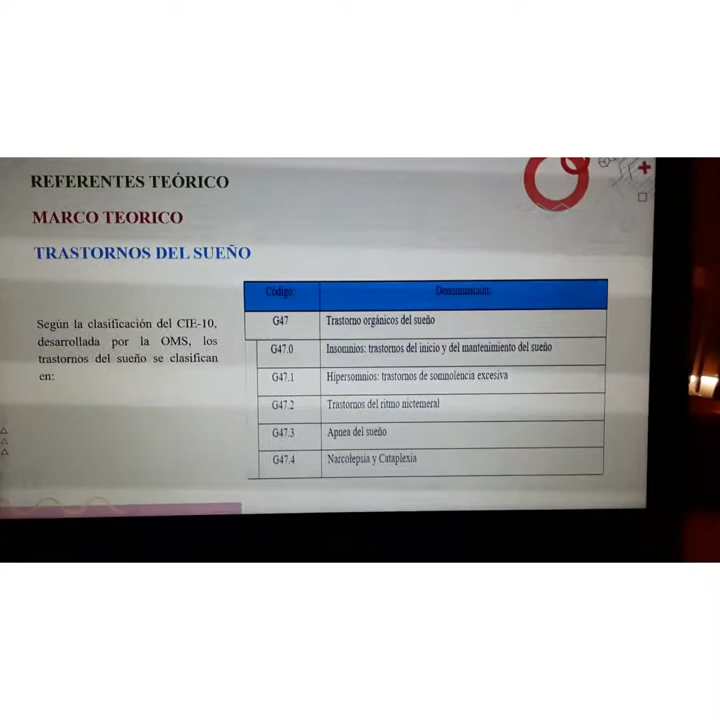 REFERENTES TEÓRICO
MARCO TEORICO
TRASTORNOS DEL SUEÑO
Según la clasificación del CIE-10,
desarrollada por la OMS, los
trastornos del sueño se clasifican
en:
Código: Denominación:
G47 Trastorno orgánicos del sueño
G47.0 Insomnios: trastornos del inicio y del mantenimiento del sueño
G47.1 Hipersomnios: trastornos de somnolencia excesiva
G47.2 Trastornos del ritmo nictemeral
G47.3 Apnea del sueño
G47.4 Narcolepsia y Cataplexia